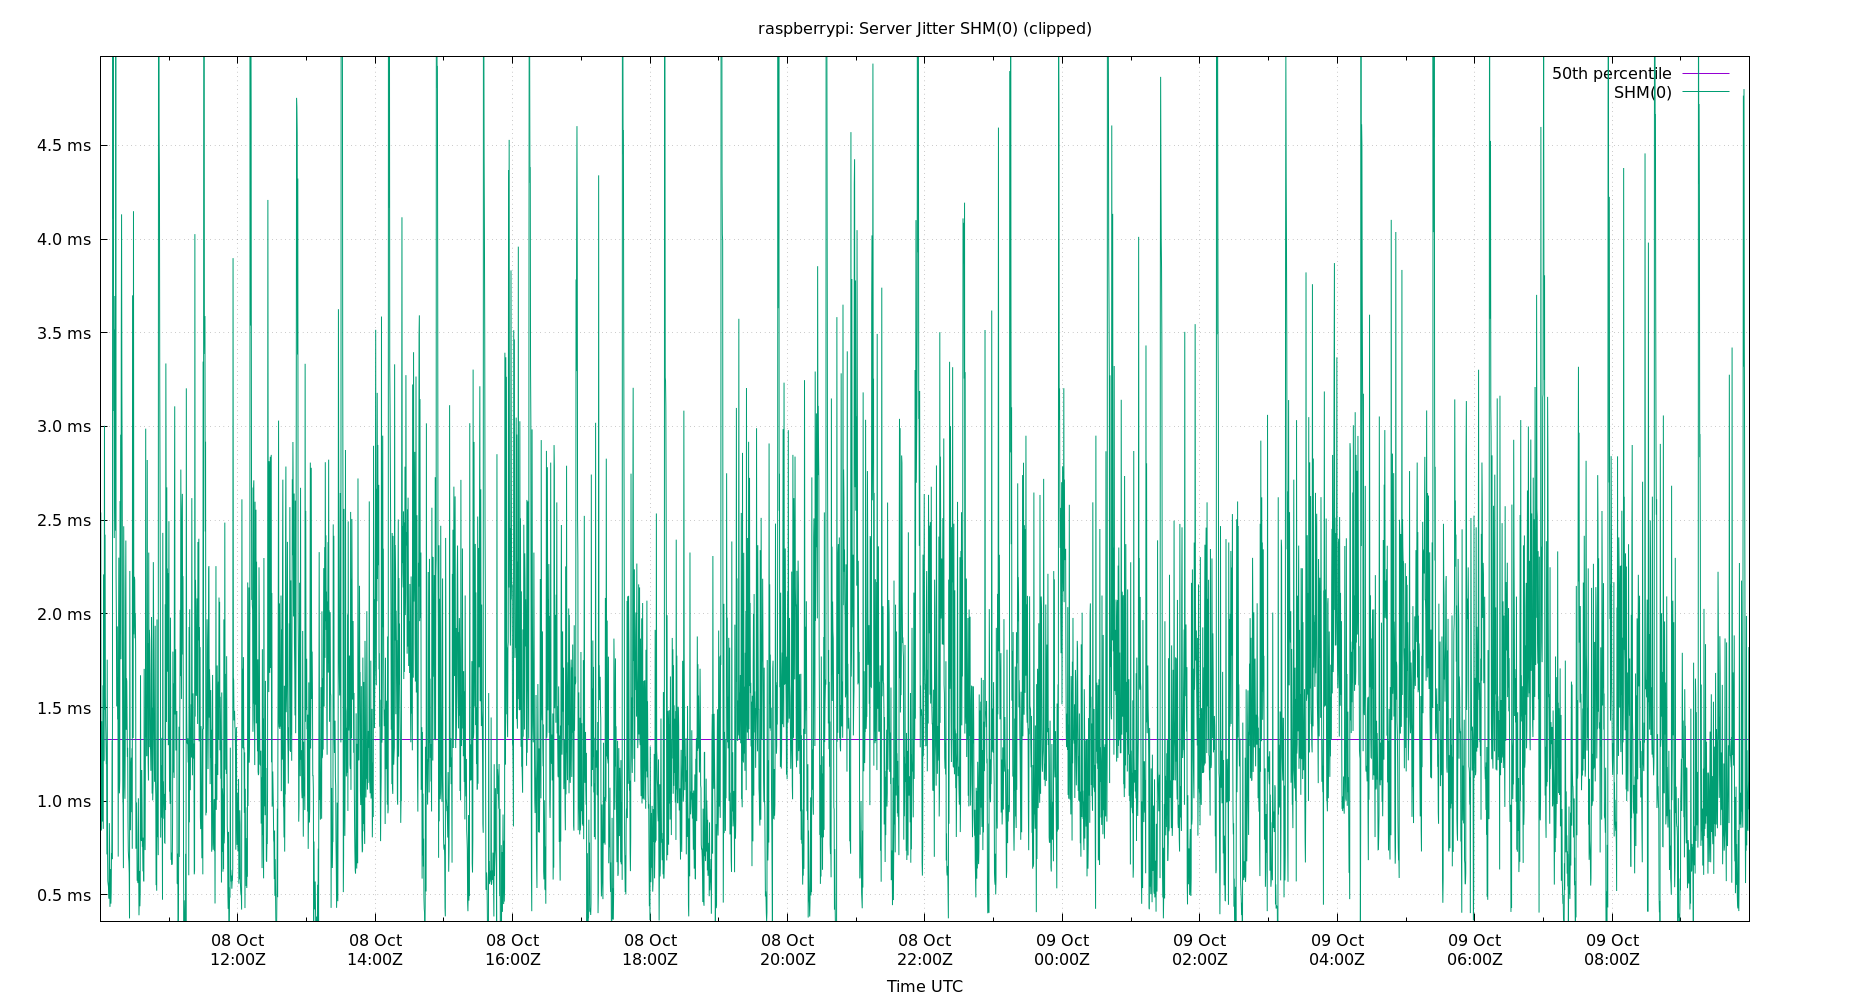 raspberrypi: Server Jitter SHM(0) (clipped)
50th percentile
SHM(0)
4.5 ms
4.0 ms
3.5 ms
3.0 ms
2.5 ms
2.0 ms
1.5 ms
1.0 ms
0.5 ms
08 Oct 08 Oct 08 Oct 08 Oct 08 Oct 08 Oct 09 Oct 09 Oct 09 Oct 09 Oct 09 Oct
12:00Z 14:00Z 16:00Z 18:00Z 20:00Z 22:00Z 00:00Z 02:00Z 04:00Z 06:00Z 08:00Z
Time UTC